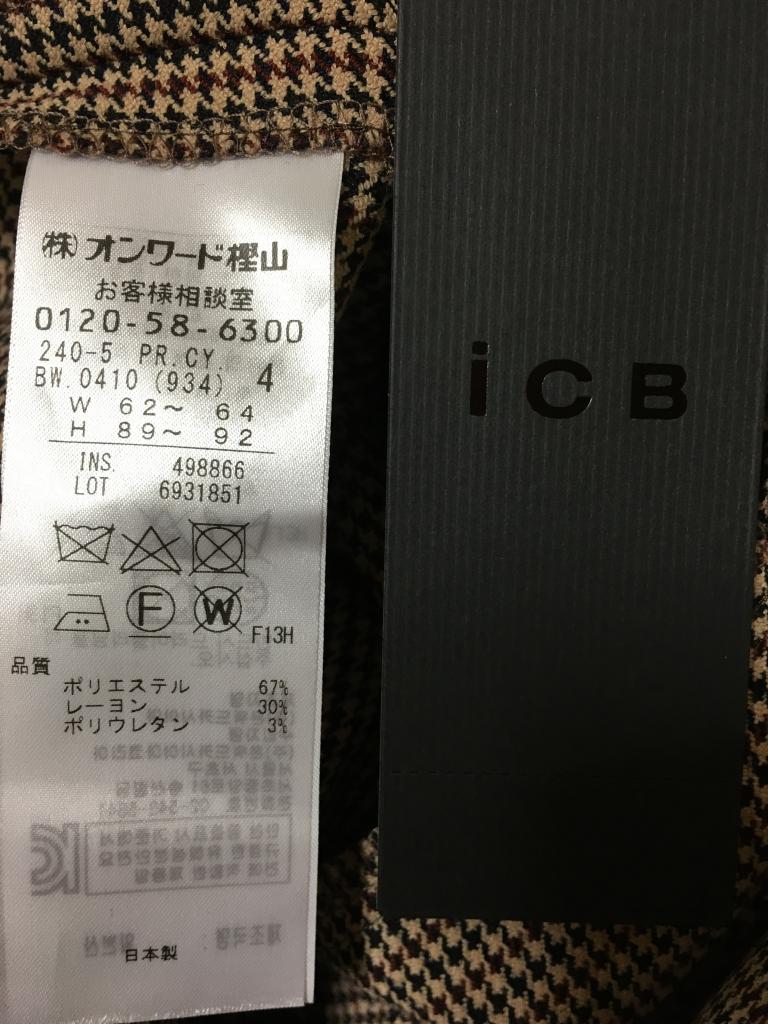 (株)オンワード樫山
お客様相談室
0120-58-6300
240-5 PR.CY.
BW.0410 (934) 4
W 62〜 64
H 89〜 92
INS. 498866
LOT 6931851
F
W
F13H
品質
ポリエステル 67%
レーヨン 30%
ポリウレタン 3%
日本製
iCB